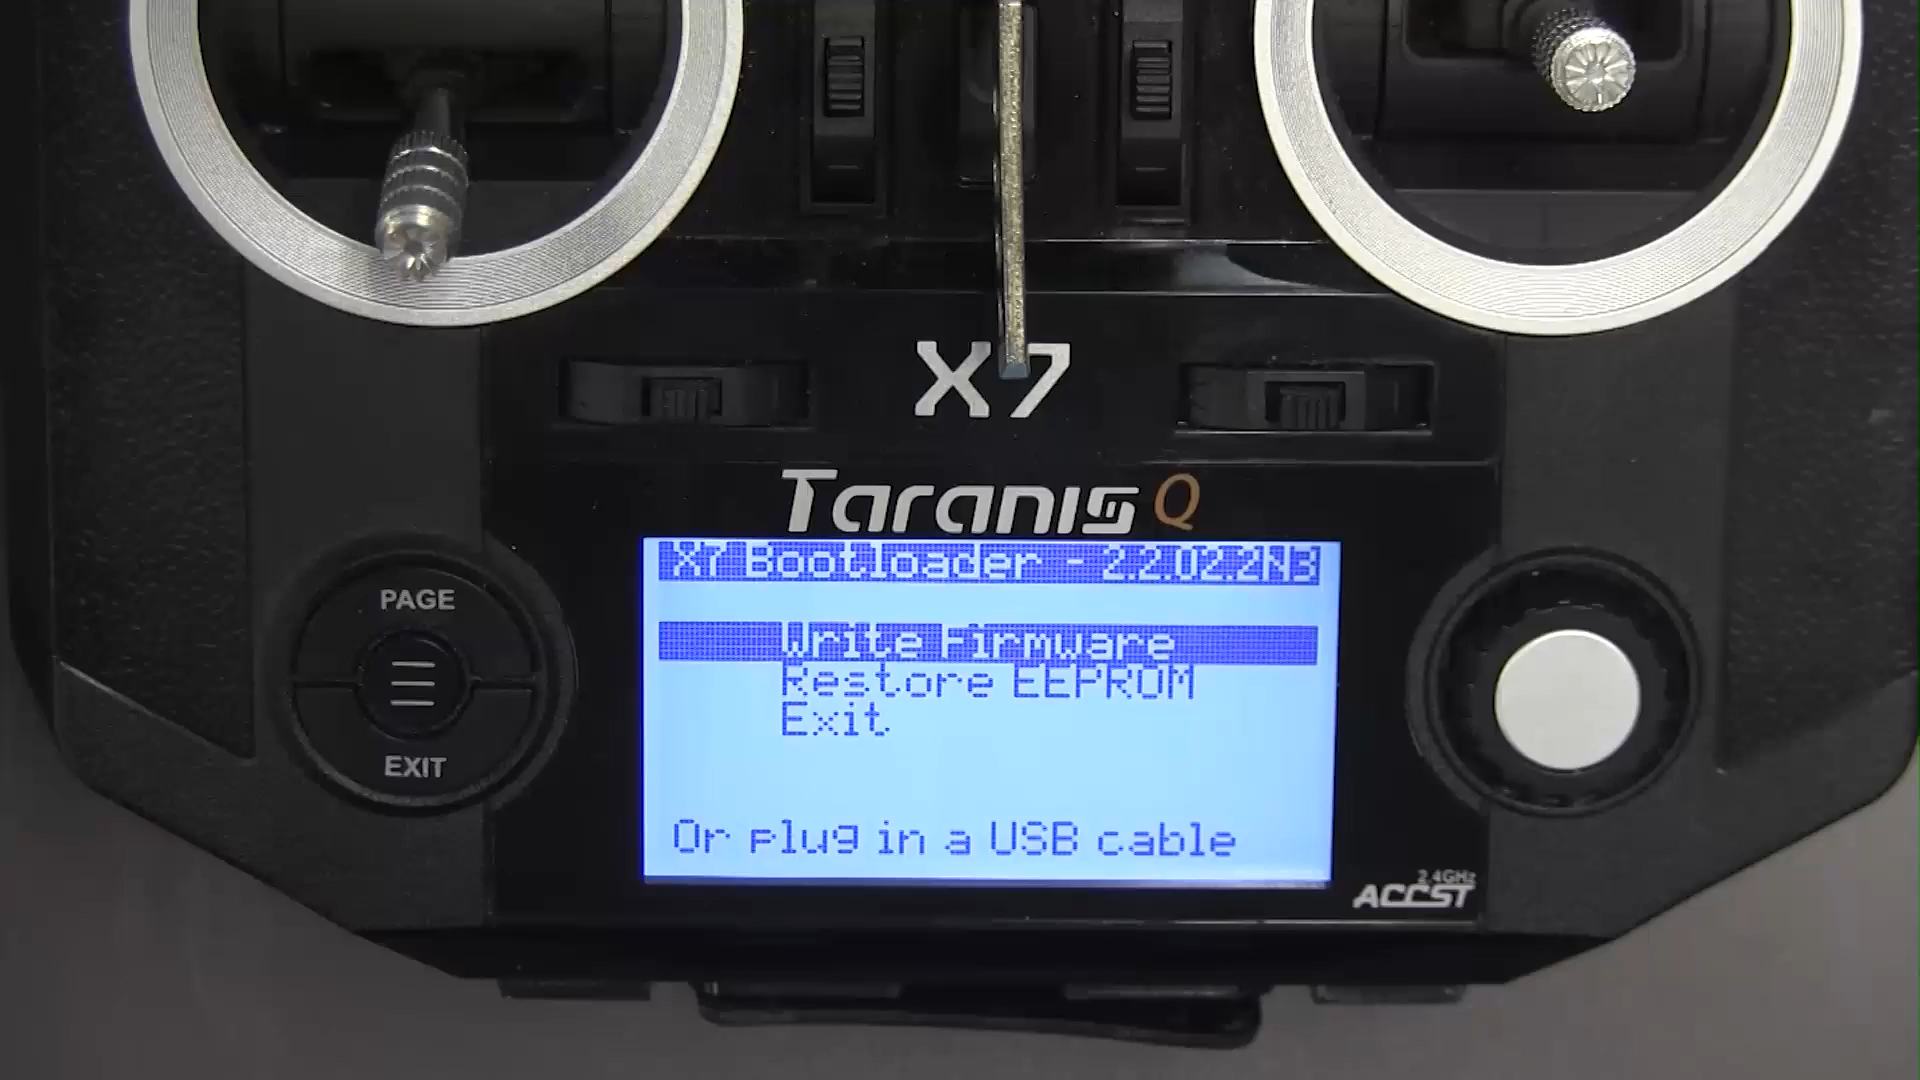 X7
Taranis Q
X7 Bootloader - 2.2.02.2N3
Write Firmware
PAGE
Restore EEPROM
Exit
EXIT
Or plug in a USB cable
2.4GHz
ACCST